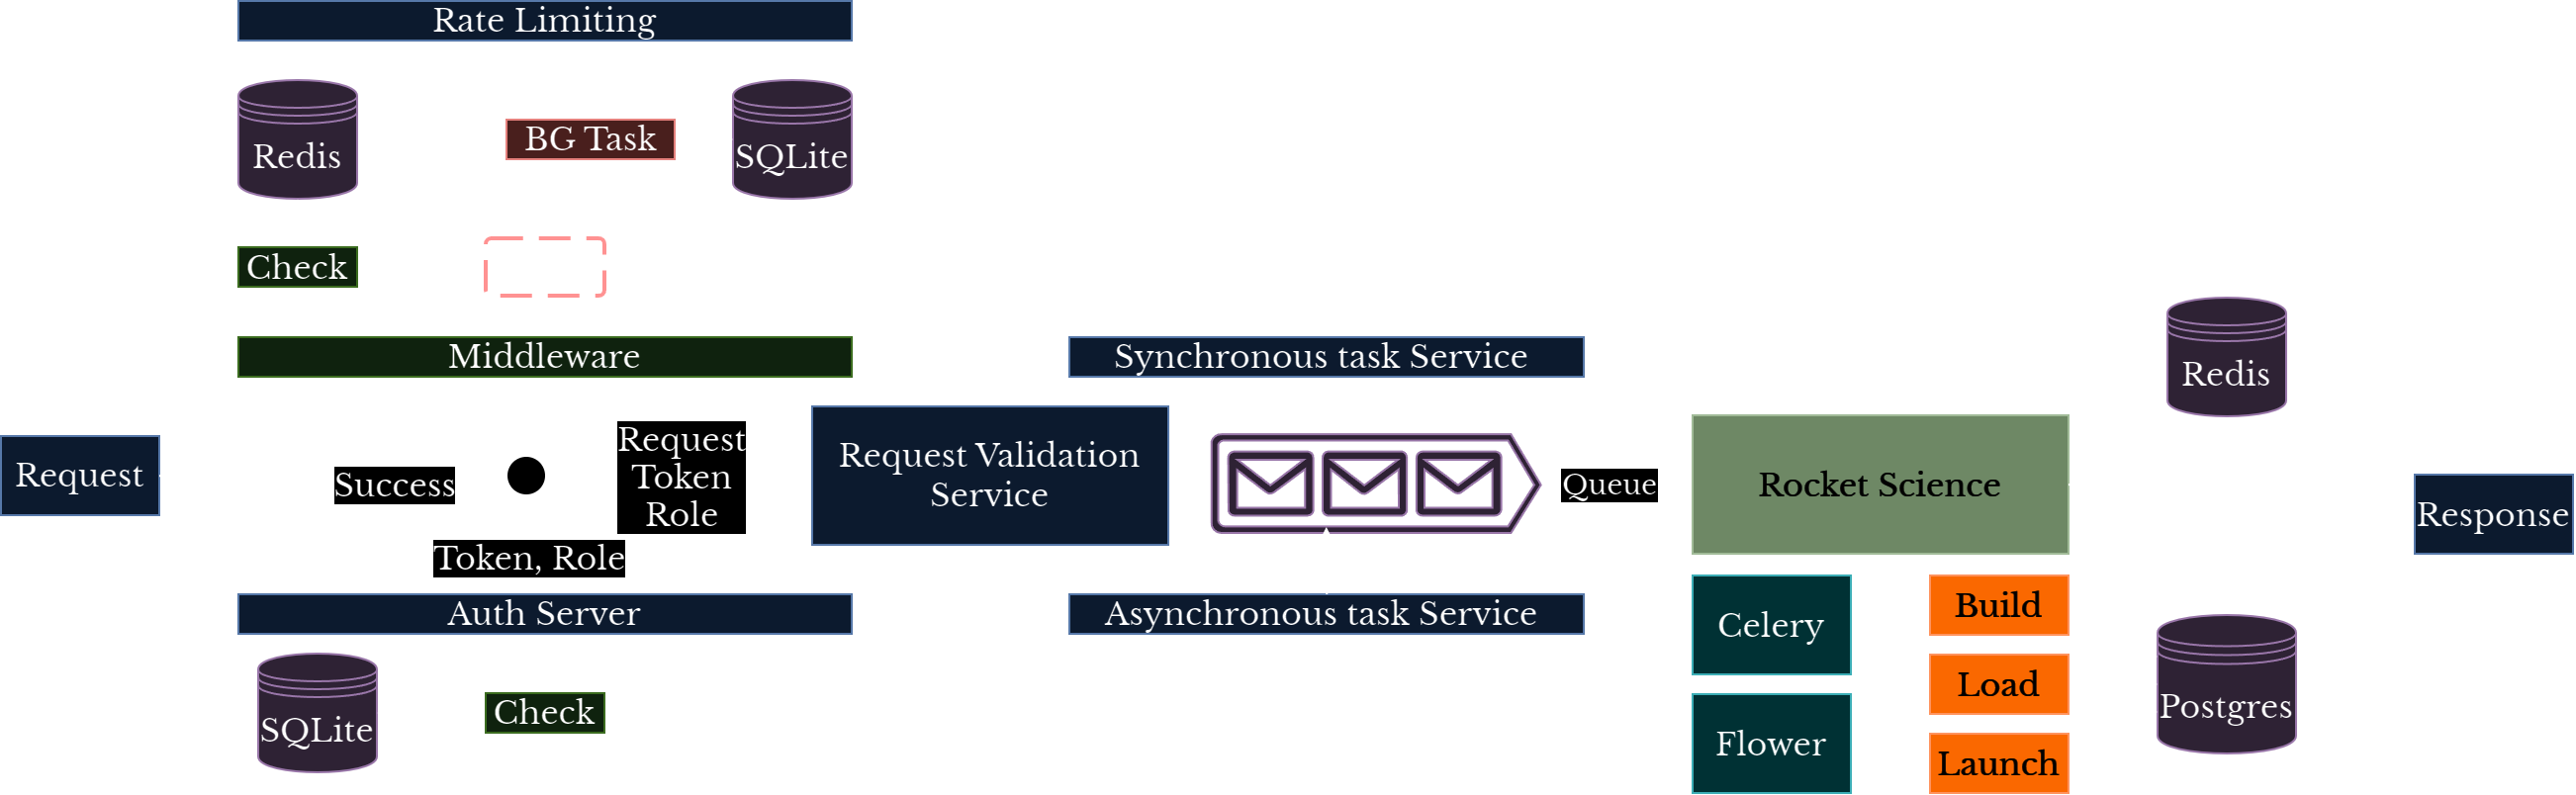 Rate Limiting
Redis
BG Task
SQLite
Check
Middleware
Request
Success
Token, Role
Request
Token
Role
Auth Server
SQLite
Check
Request Validation
Service
Synchronous task Service
Queue
Asynchronous task Service
Rocket Science
Celery
Flower
Build
Load
Launch
Redis
Postgres
Response